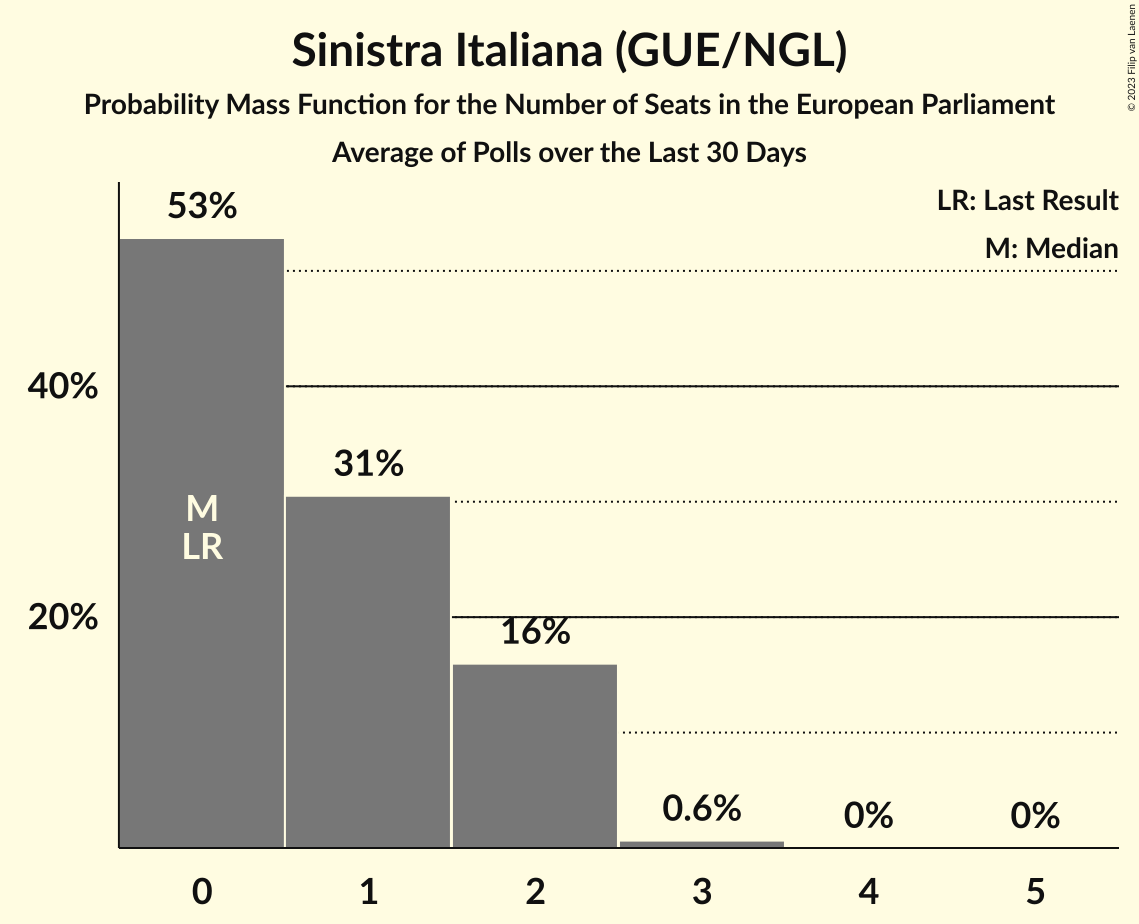 Sinistra Italiana (GUE/NGL)
Probability Mass Function for the Number of Seats in the European Parliament
Average of Polls over the Last 30 Days
© 2023 Filip van Laenen
LR: Last Result
M: Median
53%
40%
31%
M
LR
20%
16%
0.6%
0%
0%
0
1
2
3
4
5